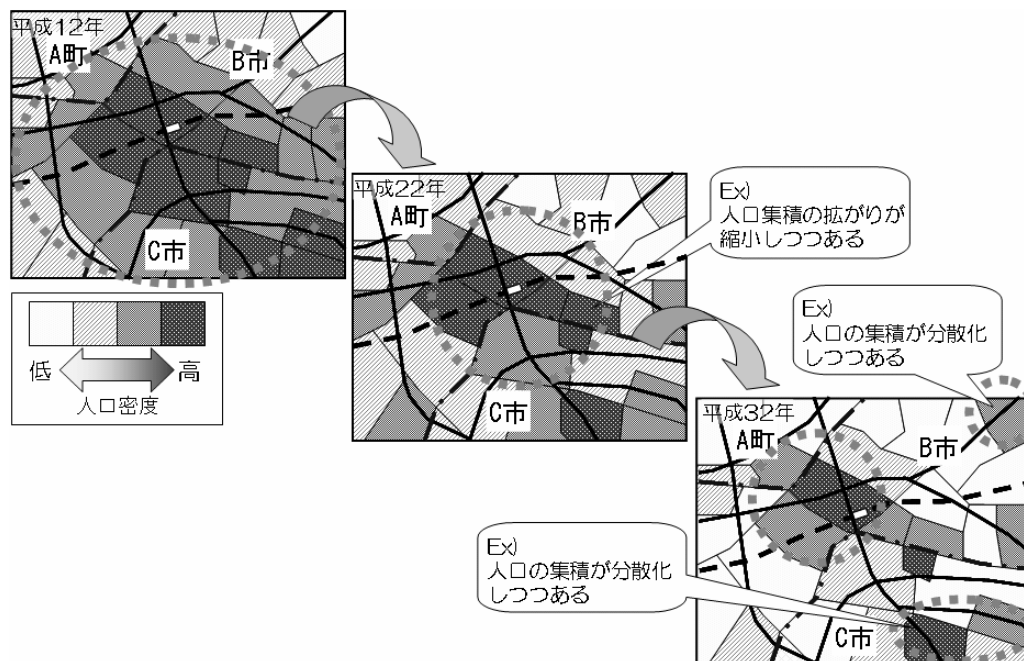 平成12年
A町
B市
C市
低
高
人口密度
平成22年
A町
B市
C市
Ex)
人口集積の拡がりが
縮小しつつある
Ex)
人口の集積が分散化
しつつある
平成32年
A町
B市
C市
Ex)
人口の集積が分散化
しつつある